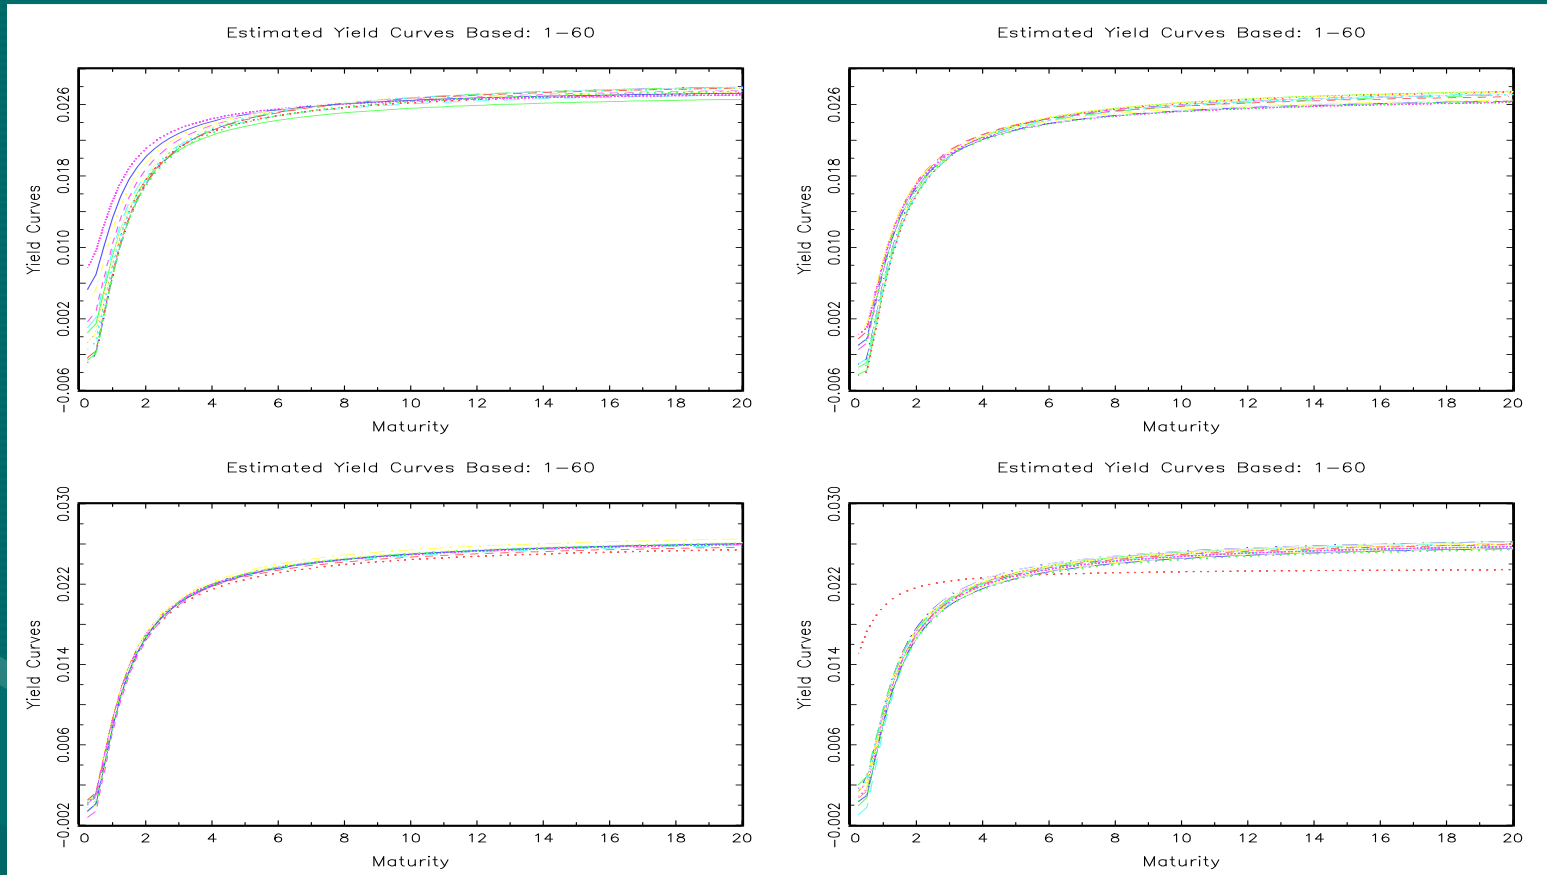 Estimated Yield Curves Based: 1−60
Yield Curves
0.026
0.018
0.010
0.002
−0.006
0 2 4 6 8 10 12 14 16 18 20
Maturity
Estimated Yield Curves Based: 1−60
Yield Curves
0.026
0.018
0.010
0.002
−0.006
0 2 4 6 8 10 12 14 16 18 20
Maturity
Estimated Yield Curves Based: 1−60
Yield Curves
0.030
0.022
0.014
0.006
−0.002
0 2 4 6 8 10 12 14 16 18 20
Maturity
Estimated Yield Curves Based: 1−60
Yield Curves
0.030
0.022
0.014
0.006
−0.002
0 2 4 6 8 10 12 14 16 18 20
Maturity